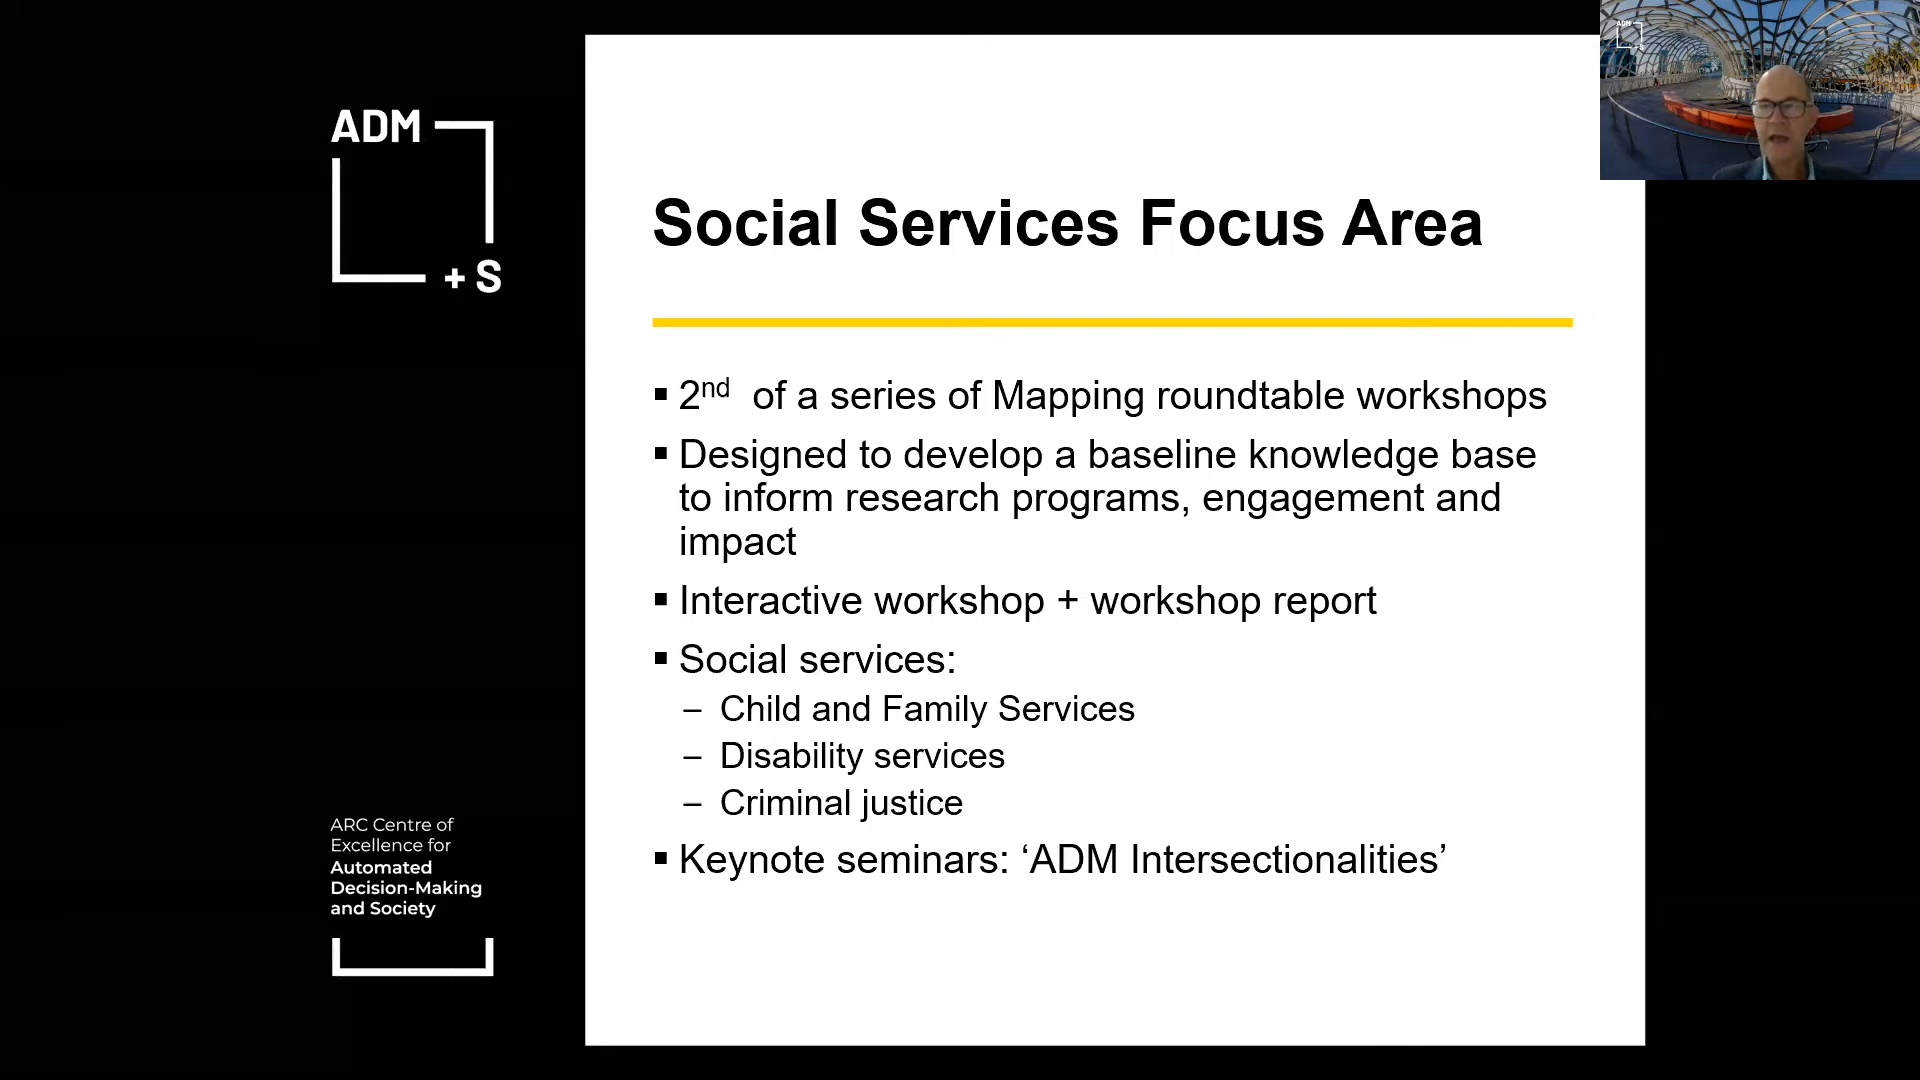 ADM
+ S
ARC Centre of
Excellence for
Automated
Decision-Making
and Society
Social Services Focus Area
▪ 2nd of a series of Mapping roundtable workshops
▪ Designed to develop a baseline knowledge base
to inform research programs, engagement and
impact
▪ Interactive workshop + workshop report
▪ Social services:
– Child and Family Services
– Disability services
– Criminal justice
▪ Keynote seminars: ‘ADM Intersectionalities’
ADM